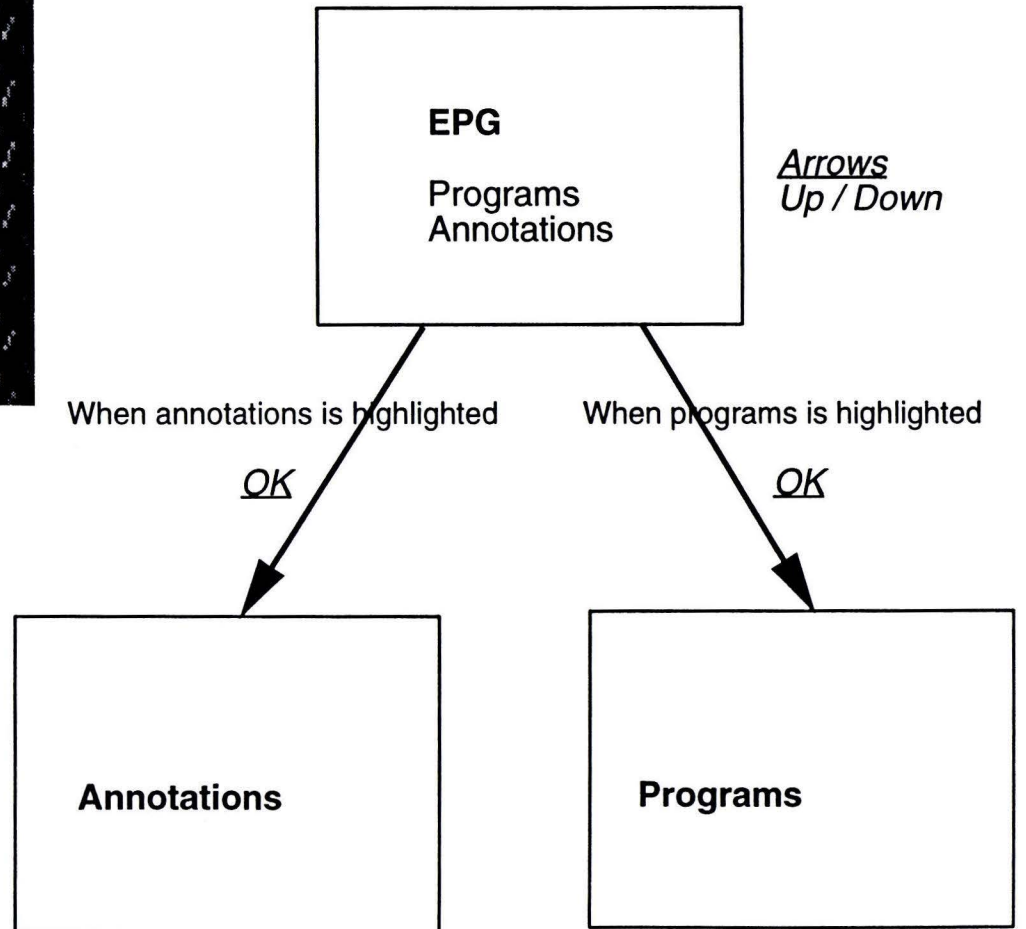 EPG
Programs
Annotations
Arrows
Up / Down
When annotations is highlighted
When programs is highlighted
OK
OK
Annotations
Programs